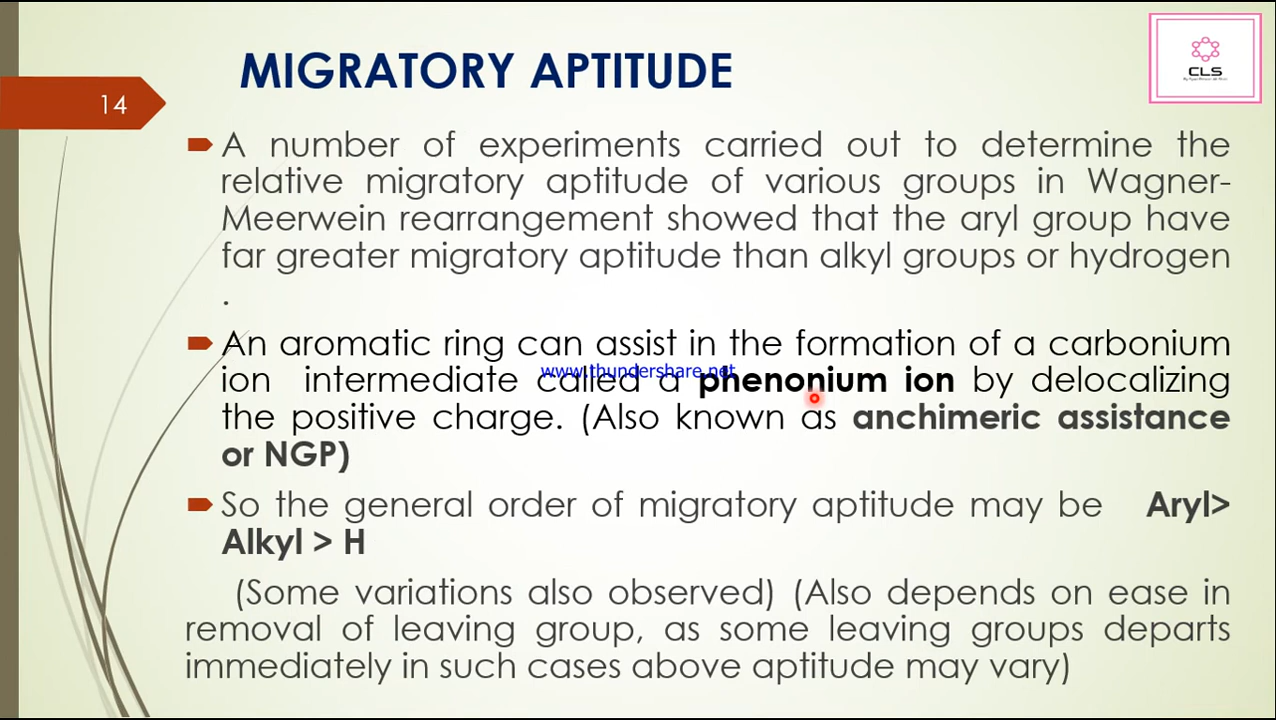 MIGRATORY APTITUDE
CLS
14
A number of experiments carried out to determine the
relative migratory aptitude of various groups in Wagner-
Meerwein rearrangement showed that the aryl group have
far greater migratory aptitude than alkyl groups or hydrogen
.
An aromatic ring can assist in the formation of a carbonium
www.thundershare.net
ion intermediate called a phenonium ion by delocalizing
the positive charge. (Also known as anchimeric assistance
or NGP)
So the general order of migratory aptitude may be Aryl>
Alkyl > H
(Some variations also observed) (Also depends on ease in
removal of leaving group, as some leaving groups departs
immediately in such cases above aptitude may vary)